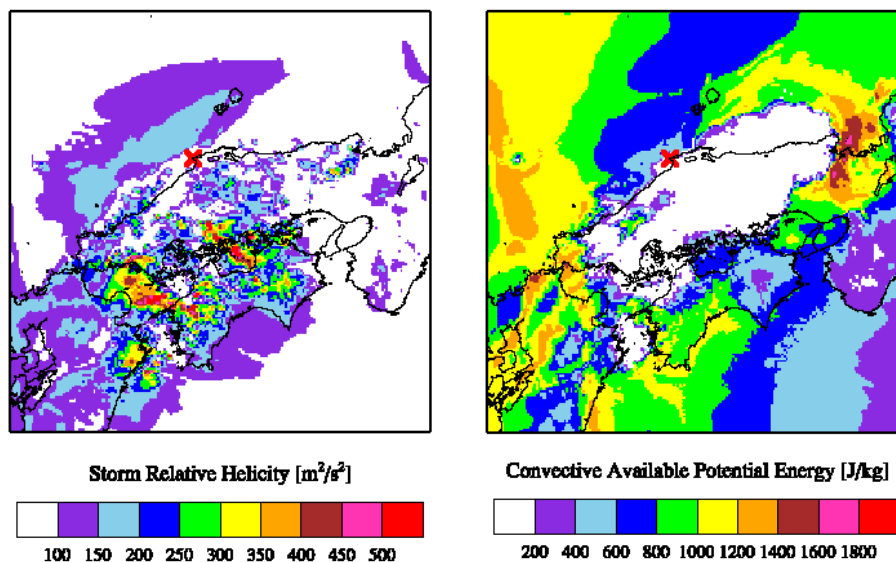 Storm Relative Helicity [m²/s²]
100 150 200 250 300 350 400 450 500
Convective Available Potential Energy [J/kg]
200 400 600 800 1000 1200 1400 1600 1800